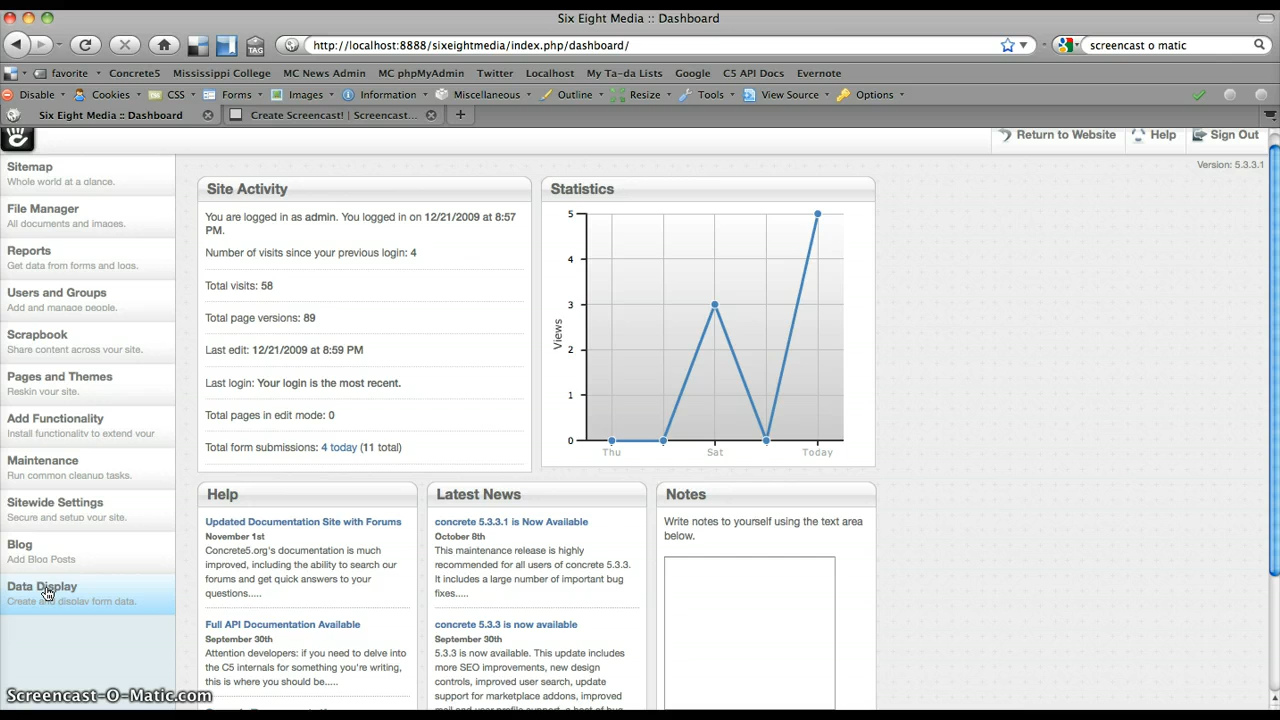 Six Eight Media :: Dashboard
http://localhost:8888/sixeightmedia/index.php/dashboard/
screencast o matic
TAG
favorite Concrete5 Mississippi College MC News Admin MC phpMyAdmin Twitter Localhost My Ta-da Lists Google C5 API Docs Evernote
Disable Cookies CSS Forms Images Information Miscellaneous Outline Resize Tools View Source Options
Six Eight Media :: Dashboard
Create Screencast! | Screencast...
Return to Website Help Sign Out
Version: 5.3.3.1
Sitemap
Whole world at a glance.
File Manager
All documents and images.
Reports
Get data from forms and logs.
Users and Groups
Add and manage people.
Scrapbook
Share content across your site.
Pages and Themes
Reskin your site.
Add Functionality
Install functionality to extend your
Maintenance
Run common cleanup tasks.
Sitewide Settings
Secure and setup your site.
Blog
Add Blog Posts
Data Display
Create and display form data.
Site Activity
You are logged in as admin. You logged in on 12/21/2009 at 8:57
PM.
Number of visits since your previous login: 4
Total visits: 58
Total page versions: 89
Last edit: 12/21/2009 at 8:59 PM
Last login: Your login is the most recent.
Total pages in edit mode: 0
Total form submissions: 4 today (11 total)
Statistics
5
4
3
2
1
0
Views
Thu Sat Today
Help
Updated Documentation Site with Forums
November 1st
Concrete5.org's documentation is much
improved, including the ability to search our
forums and get quick answers to your
questions.....
Full API Documentation Available
September 30th
Attention developers: if you need to delve into
the C5 internals for something you're writing,
this is where you should be.....
Latest News
concrete 5.3.3.1 is Now Available
October 8th
This maintenance release is highly
recommended for all users of concrete 5.3.3.
It includes a large number of important bug
fixes.....
concrete 5.3.3 is now available
September 30th
5.3.3 is now available. This update includes
more SEO improvements, new design
controls, improved user search, update
support for marketplace addons, improved
Notes
Write notes to yourself using the text area
below.
Screencast-O-Matic.com